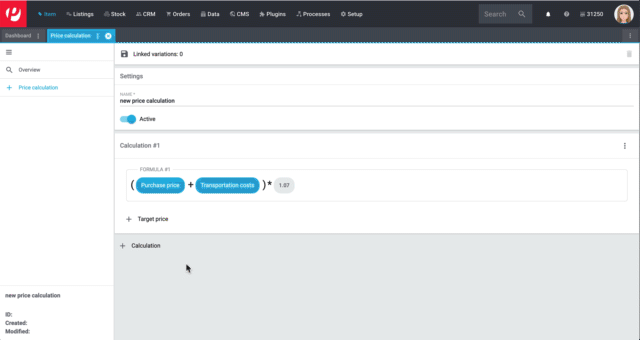 Item Listings Stock CRM Orders Data CMS Plugins Processes Setup Search 31250
Dashboard Price calculation
Linked variations: 0
Overview
Price calculation
Settings
NAME *
new price calculation
Active
Calculation #1
FORMULA #1
( Purchase price + Transportation costs ) * 1.07
Target price
Calculation
new price calculation
ID:
Created:
Modified: